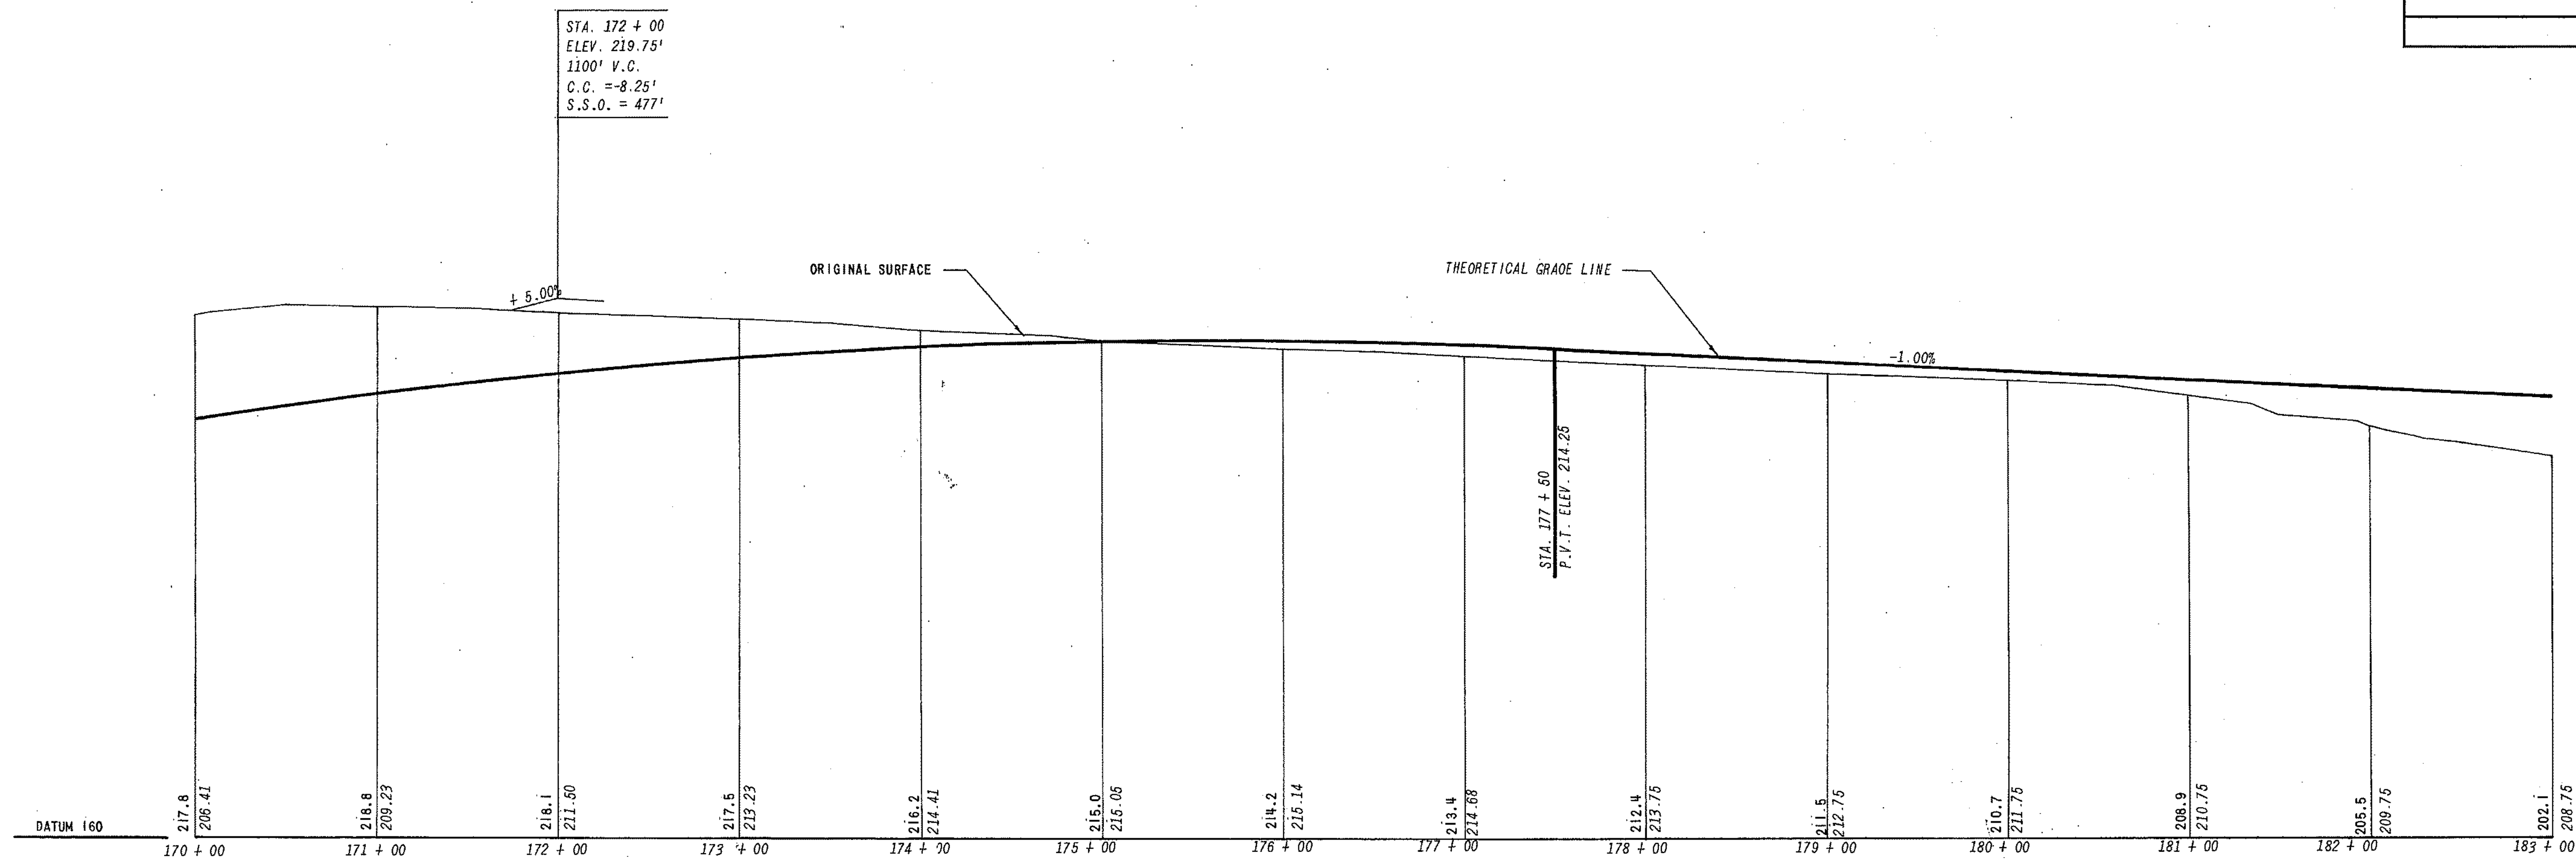 STA. 172 + 00
ELEV. 219.75'
1100' V.C.
C.C. =-8.25'
S.S.O. = 477'
ORIGINAL SURFACE
THEORETICAL GRADE LINE
+ 5.00%
-1.00%
STA. 177 + 50
P.V.T. ELEV. 214.25
217.8
206.41
218.8
209.23
218.1
211.50
217.5
213.23
216.2
214.41
215.0
215.05
214.2
215.14
213.4
214.68
212.4
213.75
211.5
212.75
210.7
211.75
208.9
210.75
205.5
209.75
202.1
208.75
DATUM 160
170 + 00
171 + 00
172 + 00
173 + 00
174 + 00
175 + 00
176 + 00
177 + 00
178 + 00
179 + 00
180 + 00
181 + 00
182 + 00
183 + 00